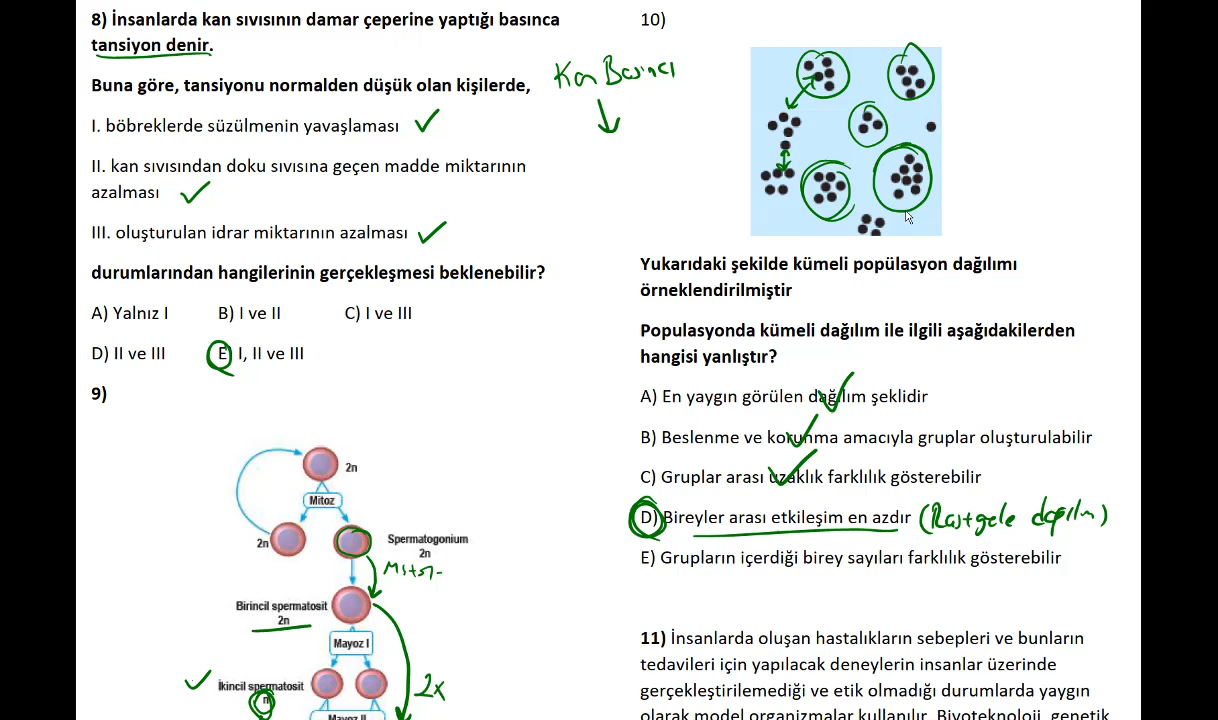 8) İnsanlarda kan sıvısının damar çeperine yaptığı basınca
tansiyon denir.
Buna göre, tansiyonu normalden düşük olan kişilerde,
Kan Basıncı
I. böbreklerde süzülmenin yavaşlaması
II. kan sıvısından doku sıvısına geçen madde miktarının
azalması
III. oluşturulan idrar miktarının azalması
durumlarından hangilerinin gerçekleşmesi beklenebilir?
A) Yalnız I B) I ve II C) I ve III
D) II ve III E) I, II ve III
9)
2n
Mitoz
2n
Spermatogonium
2n
Birincil spermatosit
2n
Mayoz I
İkincil spermatosit
n
2x
Mayoz II
10)
Yukarıdaki şekilde kümeli popülasyon dağılımı
örneklendirilmiştir
Populasyonda kümeli dağılım ile ilgili aşağıdakilerden
hangisi yanlıştır?
A) En yaygın görülen dağılım şeklidir
B) Beslenme ve korunma amacıyla gruplar oluşturulabilir
C) Gruplar arası uzaklık farklılık gösterebilir
D) Bireyler arası etkileşim en azdır (Rastgele dağılım)
E) Grupların içerdiği birey sayıları farklılık gösterebilir
11) İnsanlarda oluşan hastalıkların sebepleri ve bunların
tedavileri için yapılacak deneylerin insanlar üzerinde
gerçekleştirilemediği ve etik olmadığı durumlarda yaygın
olarak model organizmalar kullanılır. Biyoteknoloji, genetik